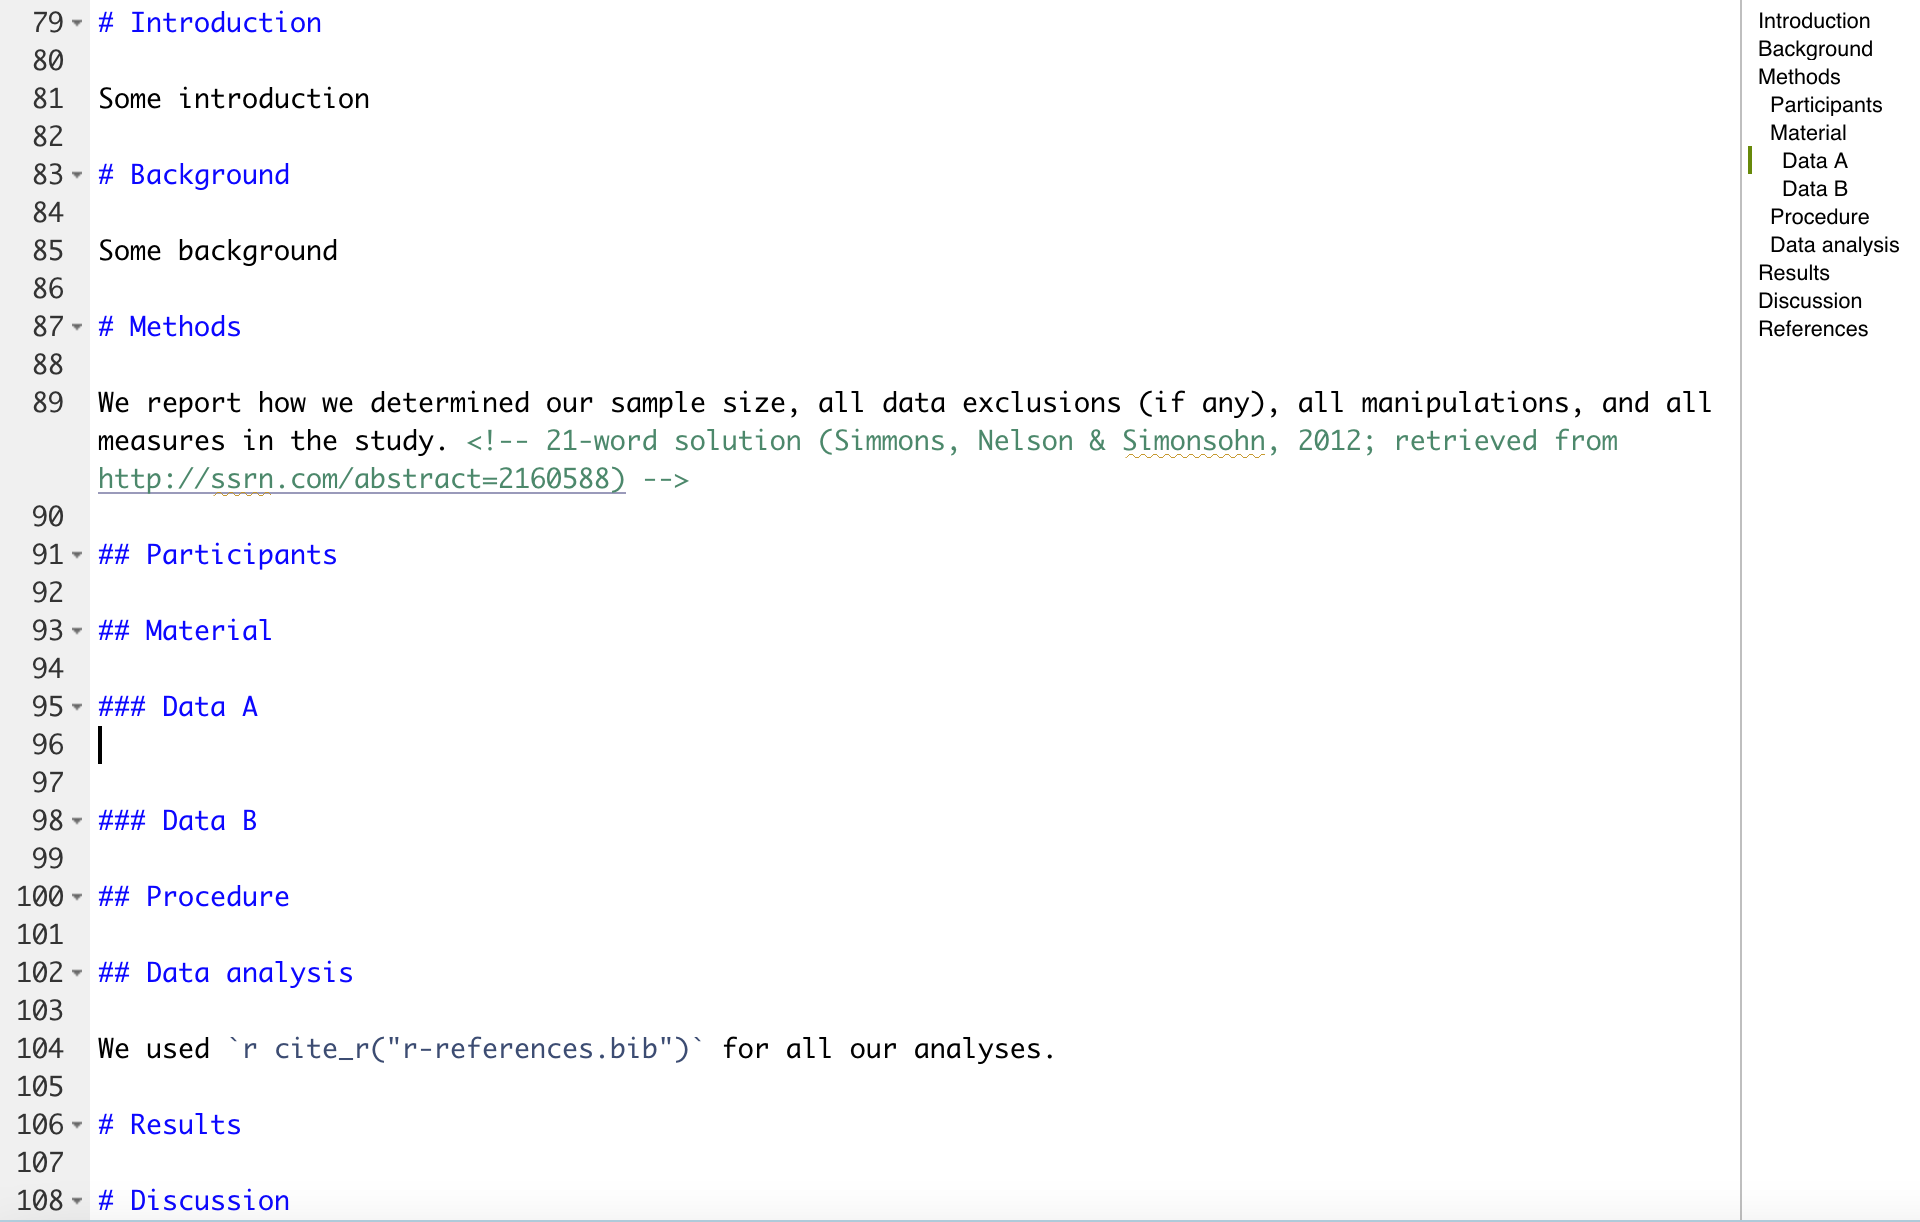 79 # Introduction
80
81 Some introduction
82
83 # Background
84
85 Some background
86
87 # Methods
88
89 We report how we determined our sample size, all data exclusions (if any), all manipulations, and all
measures in the study. <!-- 21-word solution (Simmons, Nelson & Simonsohn, 2012; retrieved from
http://ssrn.com/abstract=2160588) -->
90
91 ## Participants
92
93 ## Material
94
95 ### Data A
96
97
98 ### Data B
99
100 ## Procedure
101
102 ## Data analysis
103
104 We used `r cite_r("r-references.bib")` for all our analyses.
105
106 # Results
107
108 # Discussion
Introduction
Background
Methods
Participants
Material
Data A
Data B
Procedure
Data analysis
Results
Discussion
References